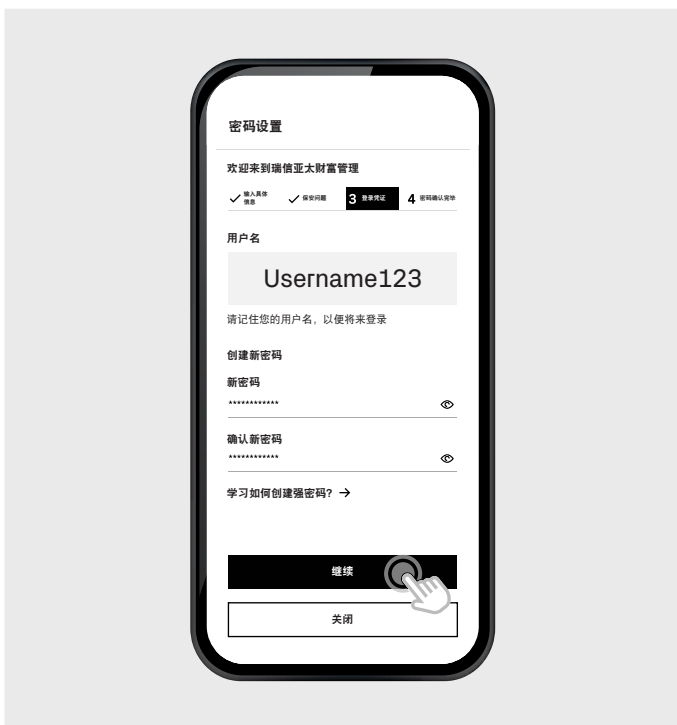 密码设置
欢迎来到瑞信亚太财富管理
输入具体
信息
保安问题
3 登录凭证
4 密码确认完毕
用户名
Username123
请记住您的用户名，以便将来登录
创建新密码
新密码
************
确认新密码
************
学习如何创建强密码? →
继续
关闭